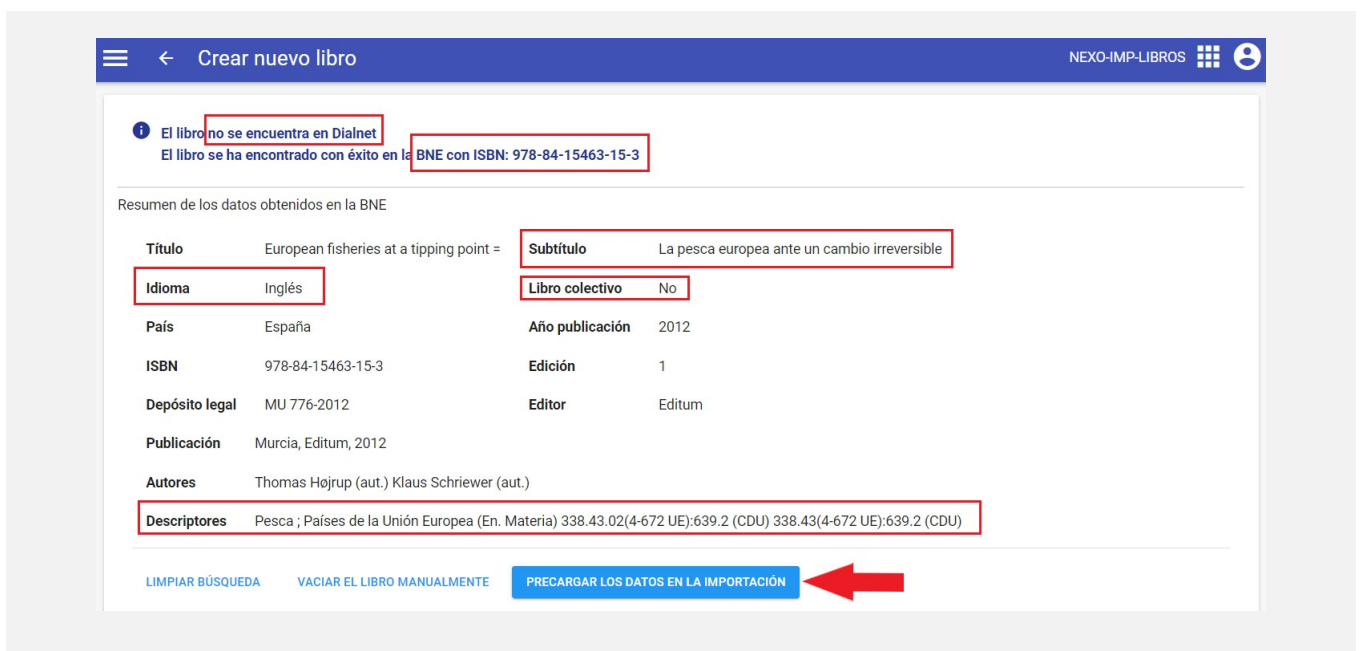 Crear nuevo libro
NEXO-IMP-LIBROS
El libro no se encuentra en Dialnet
El libro se ha encontrado con éxito en la BNE con ISBN: 978-84-15463-15-3
Resumen de los datos obtenidos en la BNE
Título European fisheries at a tipping point = Subtítulo La pesca europea ante un cambio irreversible
Idioma Inglés Libro colectivo No
País España Año publicación 2012
ISBN 978-84-15463-15-3 Edición 1
Depósito legal MU 776-2012 Editor Editum
Publicación Murcia, Editum, 2012
Autores Thomas Højrup (aut.) Klaus Schriewer (aut.)
Descriptores Pesca ; Países de la Unión Europea (En. Materia) 338.43.02(4-672 UE):639.2 (CDU) 338.43(4-672 UE):639.2 (CDU)
LIMPIAR BÚSQUEDA VACIAR EL LIBRO MANUALMENTE PRECARGAR LOS DATOS EN LA IMPORTACIÓN